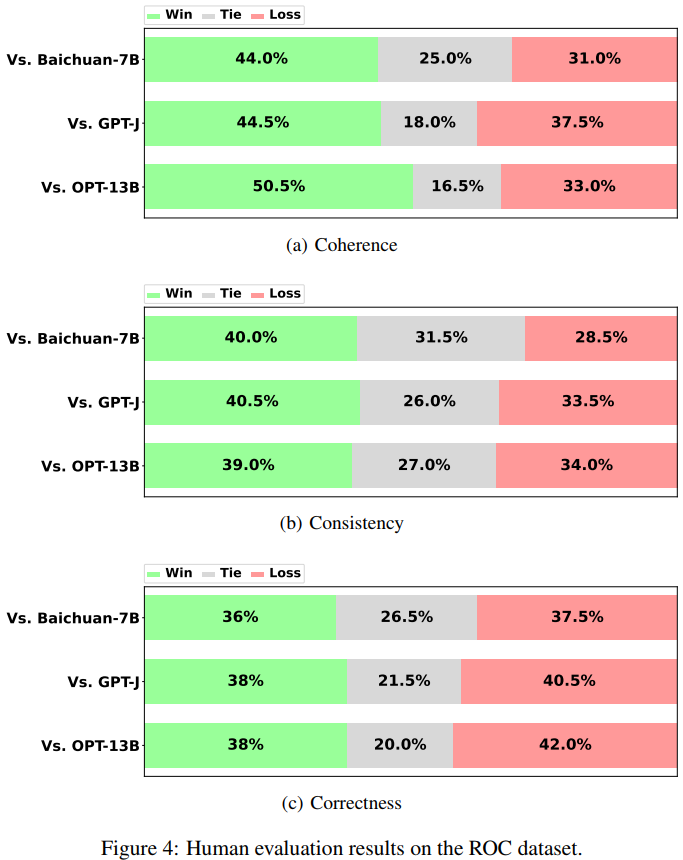 Win Tie Loss
Vs. Baichuan-7B 44.0% 25.0% 31.0%
Vs. GPT-J 44.5% 18.0% 37.5%
Vs. OPT-13B 50.5% 16.5% 33.0%
(a) Coherence
Win Tie Loss
Vs. Baichuan-7B 40.0% 31.5% 28.5%
Vs. GPT-J 40.5% 26.0% 33.5%
Vs. OPT-13B 39.0% 27.0% 34.0%
(b) Consistency
Win Tie Loss
Vs. Baichuan-7B 36% 26.5% 37.5%
Vs. GPT-J 38% 21.5% 40.5%
Vs. OPT-13B 38% 20.0% 42.0%
(c) Correctness
Figure 4: Human evaluation results on the ROC dataset.